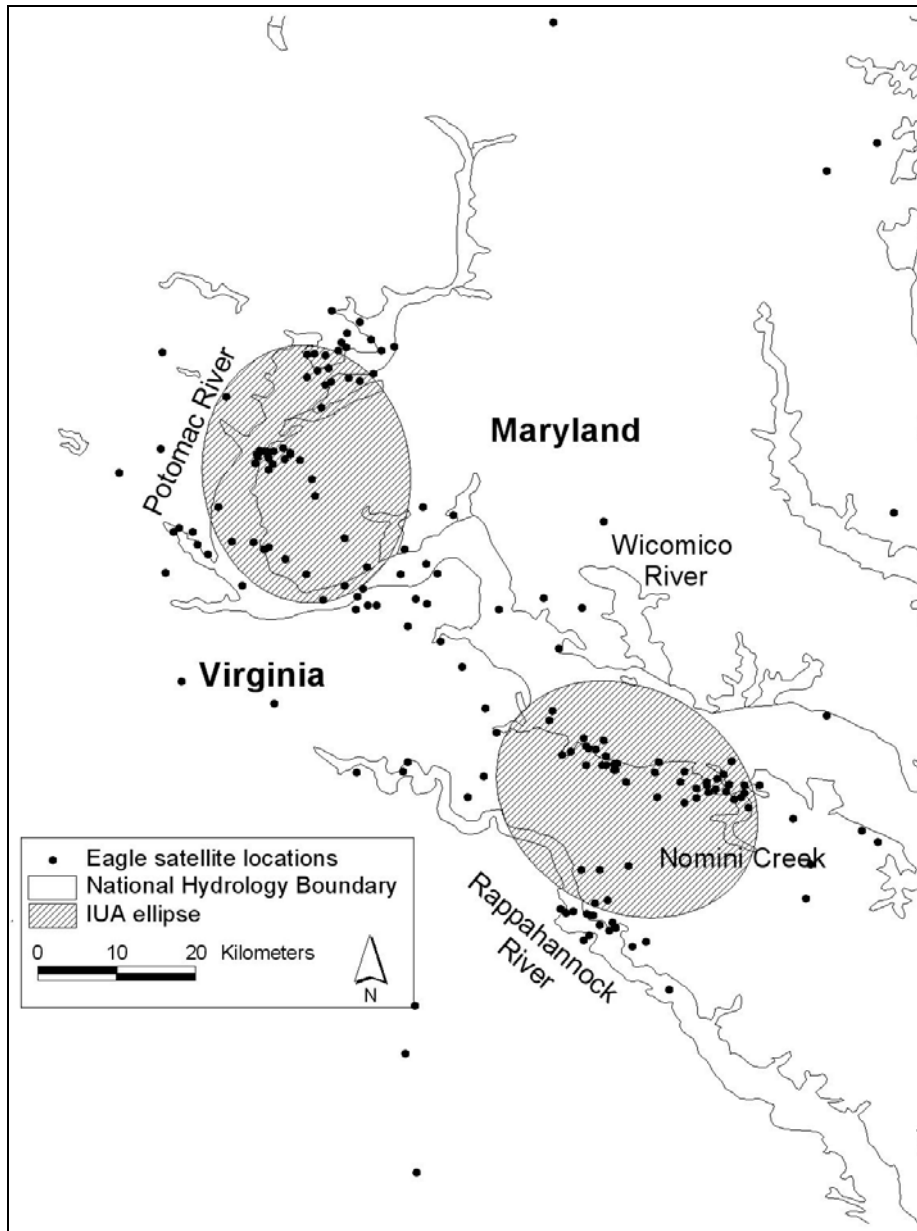 Potomac River
Maryland
Wicomico
River
Virginia
Nomini Creek
Rappahannock
River
Eagle satellite locations
National Hydrology Boundary
IUA ellipse
0 10 20 Kilometers
N